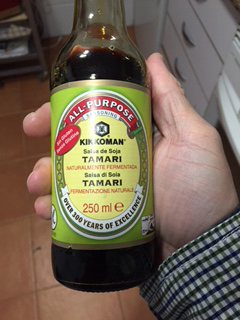 ALL-PURPOSE
SEASONING
KIKKOMAN
Salsa de Soja
TAMARI
NATURALMENTE FERMENTADA
Salsa di Soia
TAMARI
FERMENTAZIONE NATURALE
250 ml e
OVER 300 YEARS OF EXCELLENCE